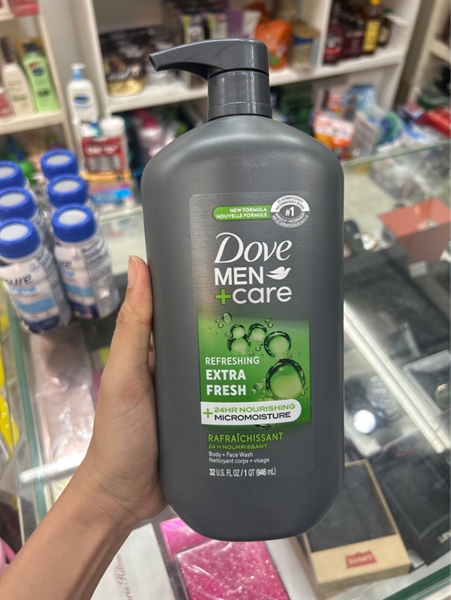 NEW FORMULA
NOUVELLE FORMULE
#1
Dove
MEN
+care
REFRESHING
EXTRA
FRESH
24HR NOURISHING
+ MICROMOISTURE
RAFRAÎCHISSANT
24 H NOURRISSANT
Body + Face Wash
Nettoyant corps + visage
32 U.S. FL OZ / 1 QT (946 mL)